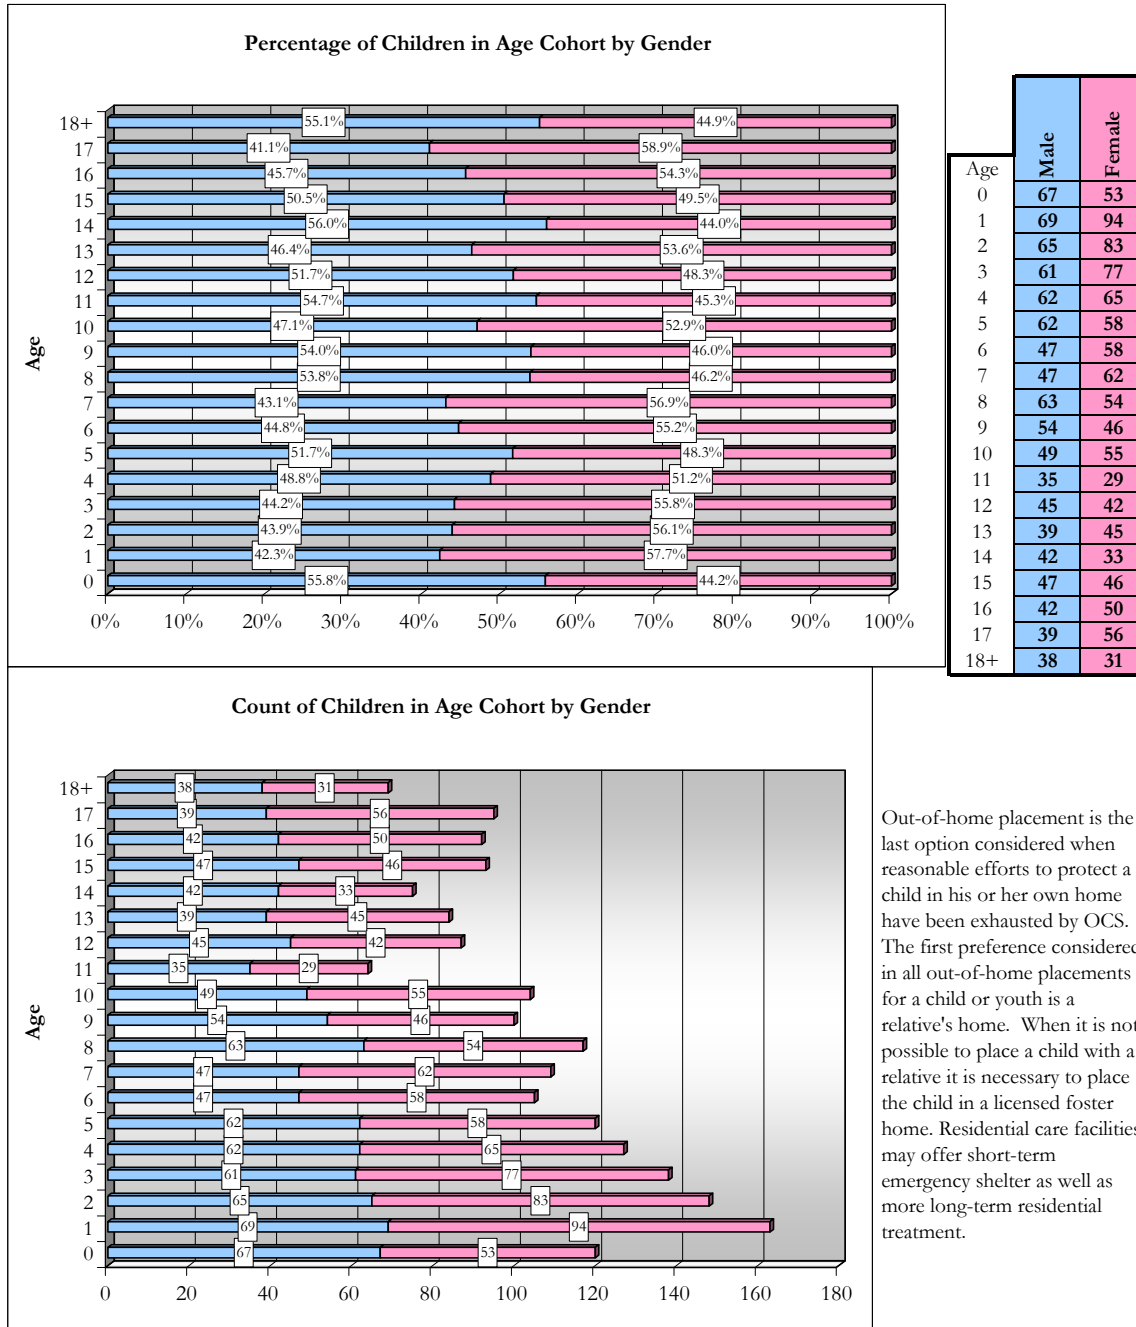 Percentage of Children in Age Cohort by Gender
18+ 55.1% 44.9%
17 41.1% 58.9%
16 45.7% 54.3%
15 50.5% 49.5%
14 56.0% 44.0%
13 46.4% 53.6%
12 51.7% 48.3%
11 54.7% 45.3%
10 47.1% 52.9%
9 54.0% 46.0%
8 53.8% 46.2%
7 43.1% 56.9%
6 44.8% 55.2%
5 51.7% 48.3%
4 48.8% 51.2%
3 44.2% 55.8%
2 43.9% 56.1%
1 42.3% 57.7%
0 55.8% 44.2%
Age
0% 10% 20% 30% 40% 50% 60% 70% 80% 90% 100%
Age Male Female
0 67 53
1 69 94
2 65 83
3 61 77
4 62 65
5 62 58
6 47 58
7 47 62
8 63 54
9 54 46
10 49 55
11 35 29
12 45 42
13 39 45
14 42 33
15 47 46
16 42 50
17 39 56
18+ 38 31
Count of Children in Age Cohort by Gender
18+ 38 31
17 39 56
16 42 50
15 47 46
14 42 33
13 39 45
12 45 42
11 35 29
10 49 55
9 54 46
8 63 54
7 47 62
6 47 58
5 62 58
4 62 65
3 61 77
2 65 83
1 69 94
0 67 53
Age
0 20 40 60 80 100 120 140 160 180
Out-of-home placement is the
last option considered when
reasonable efforts to protect a
child in his or her own home
have been exhausted by OCS.
The first preference considered
in all out-of-home placements
for a child or youth is a
relative's home. When it is not
possible to place a child with a
relative it is necessary to place
the child in a licensed foster
home. Residential care facilities
may offer short-term
emergency shelter as well as
more long-term residential
treatment.